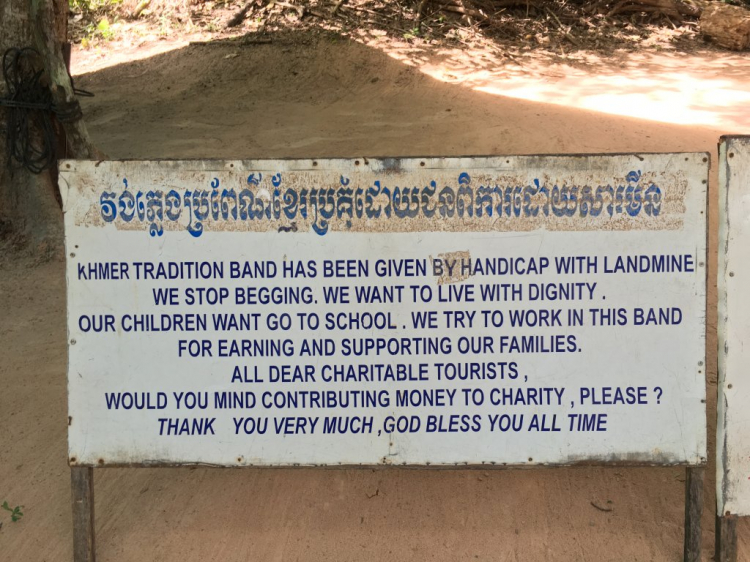 វង់ភ្លេងប្រពៃណីខ្មែរប្រគុំដោយជនពិការដោយសារមីន
KHMER TRADITION BAND HAS BEEN GIVEN BY HANDICAP WITH LANDMINE
WE STOP BEGGING. WE WANT TO LIVE WITH DIGNITY .
OUR CHILDREN WANT GO TO SCHOOL . WE TRY TO WORK IN THIS BAND
FOR EARNING AND SUPPORTING OUR FAMILIES.
ALL DEAR CHARITABLE TOURISTS ,
WOULD YOU MIND CONTRIBUTING MONEY TO CHARITY , PLEASE ?
THANK YOU VERY MUCH ,GOD BLESS YOU ALL TIME